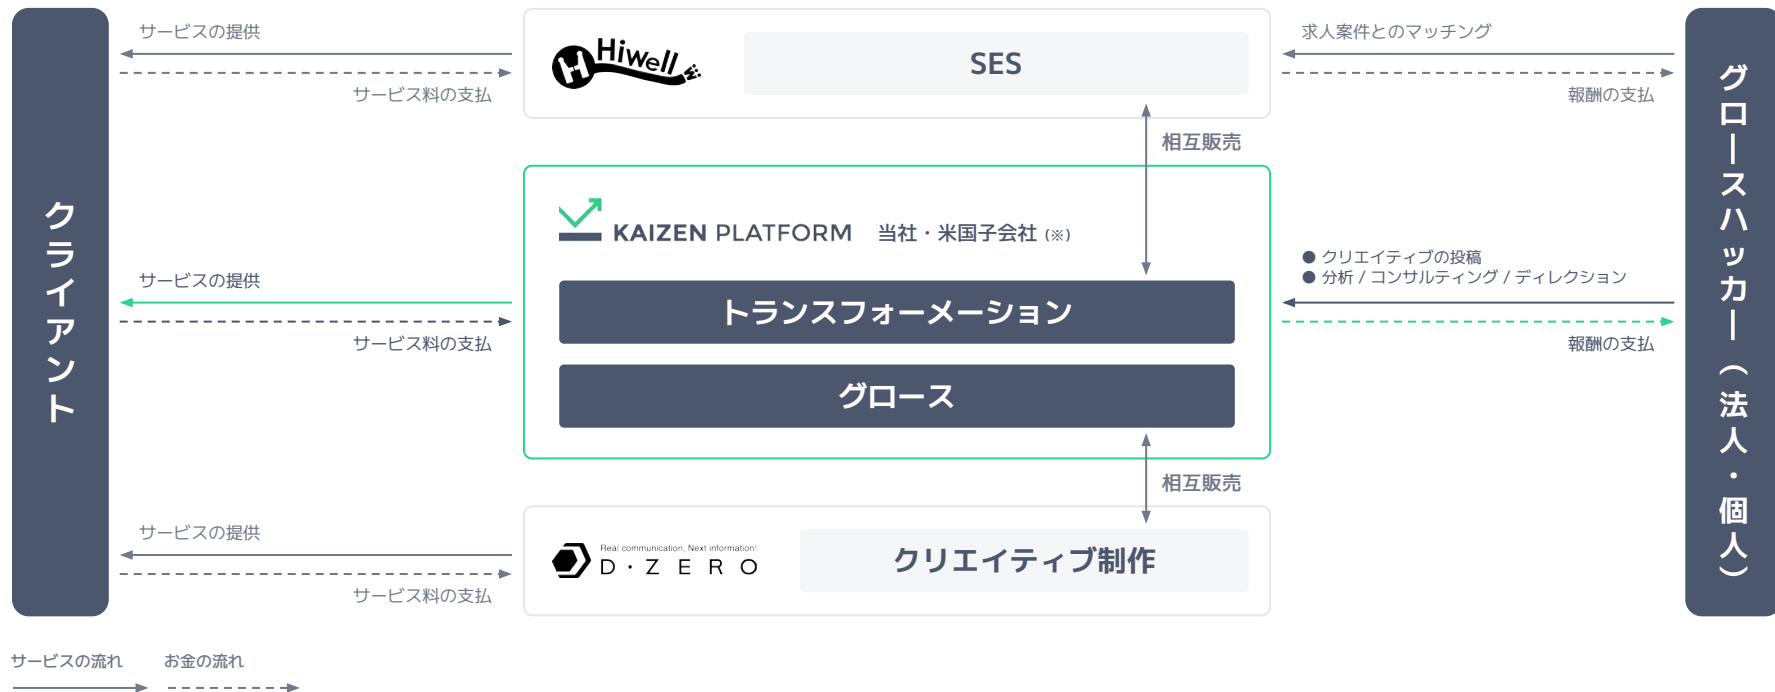 クライアント
サービスの提供
サービス料の支払
Hiwell
SES
求人案件とのマッチング
報酬の支払
相互販売
KAIZEN PLATFORM 当社・米国子会社 (※)
サービスの提供
サービス料の支払
トランスフォーメーション
グロース
● クリエイティブの投稿
● 分析 / コンサルティング / ディレクション
報酬の支払
相互販売
サービスの提供
サービス料の支払
Real communication, Next information!
D・ZERO
クリエイティブ制作
グロースハッカー（法人・個人）
サービスの流れ
お金の流れ